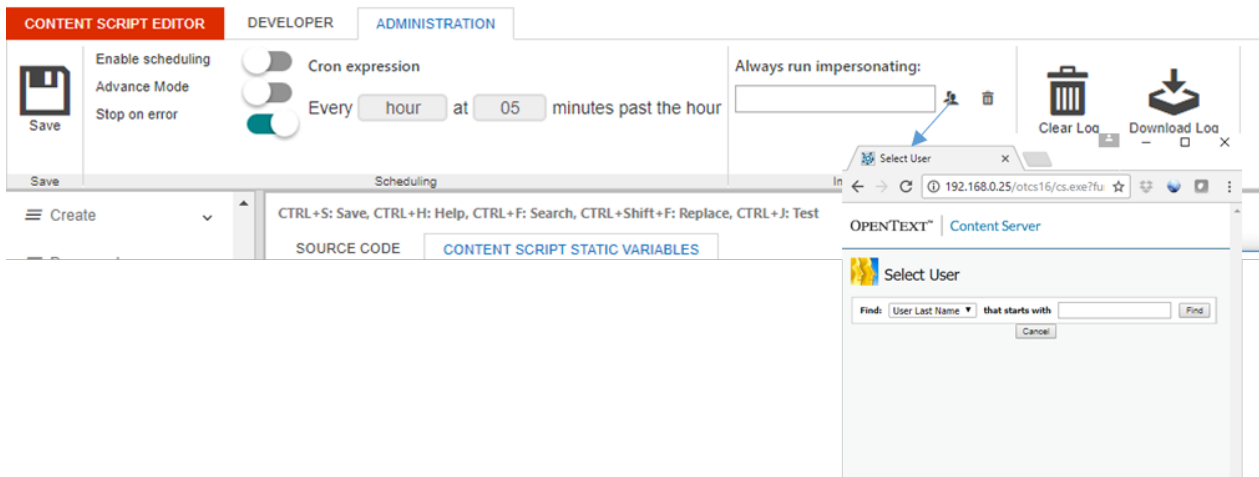 CONTENT SCRIPT EDITOR DEVELOPER ADMINISTRATION
Enable scheduling
Advance Mode
Stop on error
Cron expression
Every hour at 05 minutes past the hour
Always run impersonating:
Save
Clear Log
Download Log
Save
Scheduling
Create
CTRL+S: Save, CTRL+H: Help, CTRL+F: Search, CTRL+Shift+F: Replace, CTRL+J: Test
SOURCE CODE CONTENT SCRIPT STATIC VARIABLES
Select User
192.168.0.25/otcs16/cs.exe?fu
OPENTEXT™ Content Server
Select User
Find: User Last Name that starts with Find
Cancel